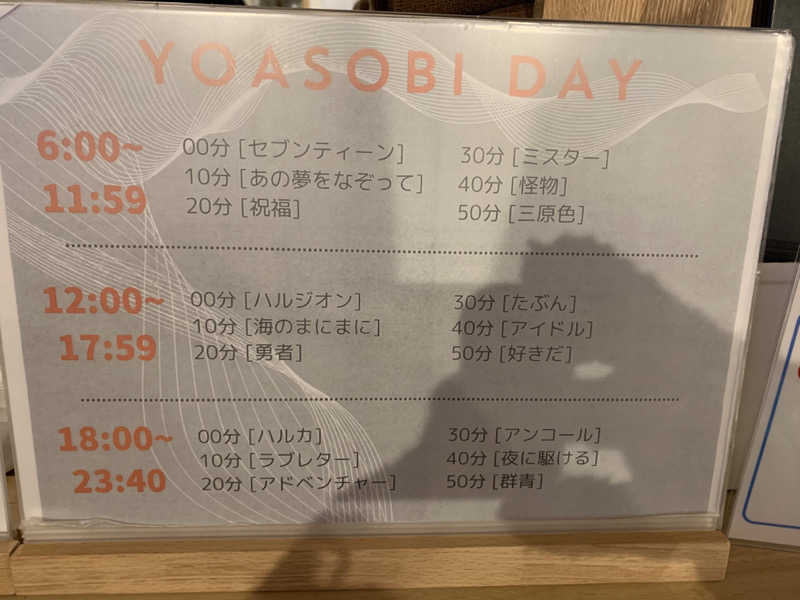 YOASOBI DAY
6:00~
11:59
00分 [セブンティーン]
10分 [あの夢をなぞって]
20分 [祝福]
30分 [ミスター]
40分 [怪物]
50分 [三原色]
12:00~
17:59
00分 [ハルジオン]
10分 [海のまにまに]
20分 [勇者]
30分 [たぶん]
40分 [アイドル]
50分 [好きだ]
18:00~
23:40
00分 [ハルカ]
10分 [ラブレター]
20分 [アドベンチャー]
30分 [アンコール]
40分 [夜に駆ける]
50分 [群青]